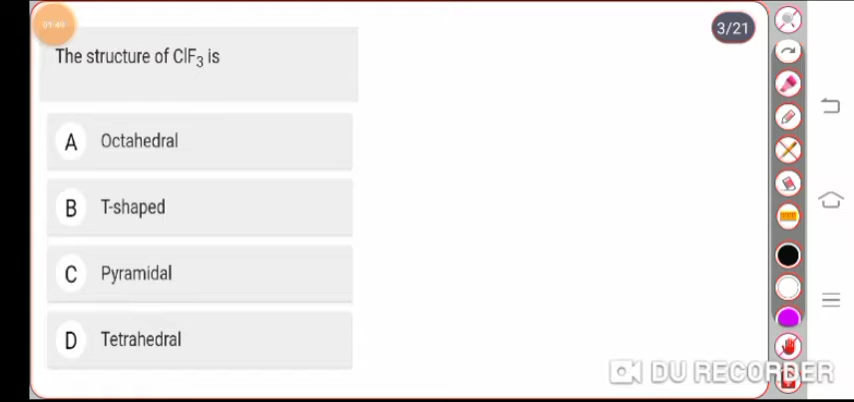 The structure of ClF₃ is
A Octahedral
B T-shaped
C Pyramidal
D Tetrahedral
3/21
DU RECORDER